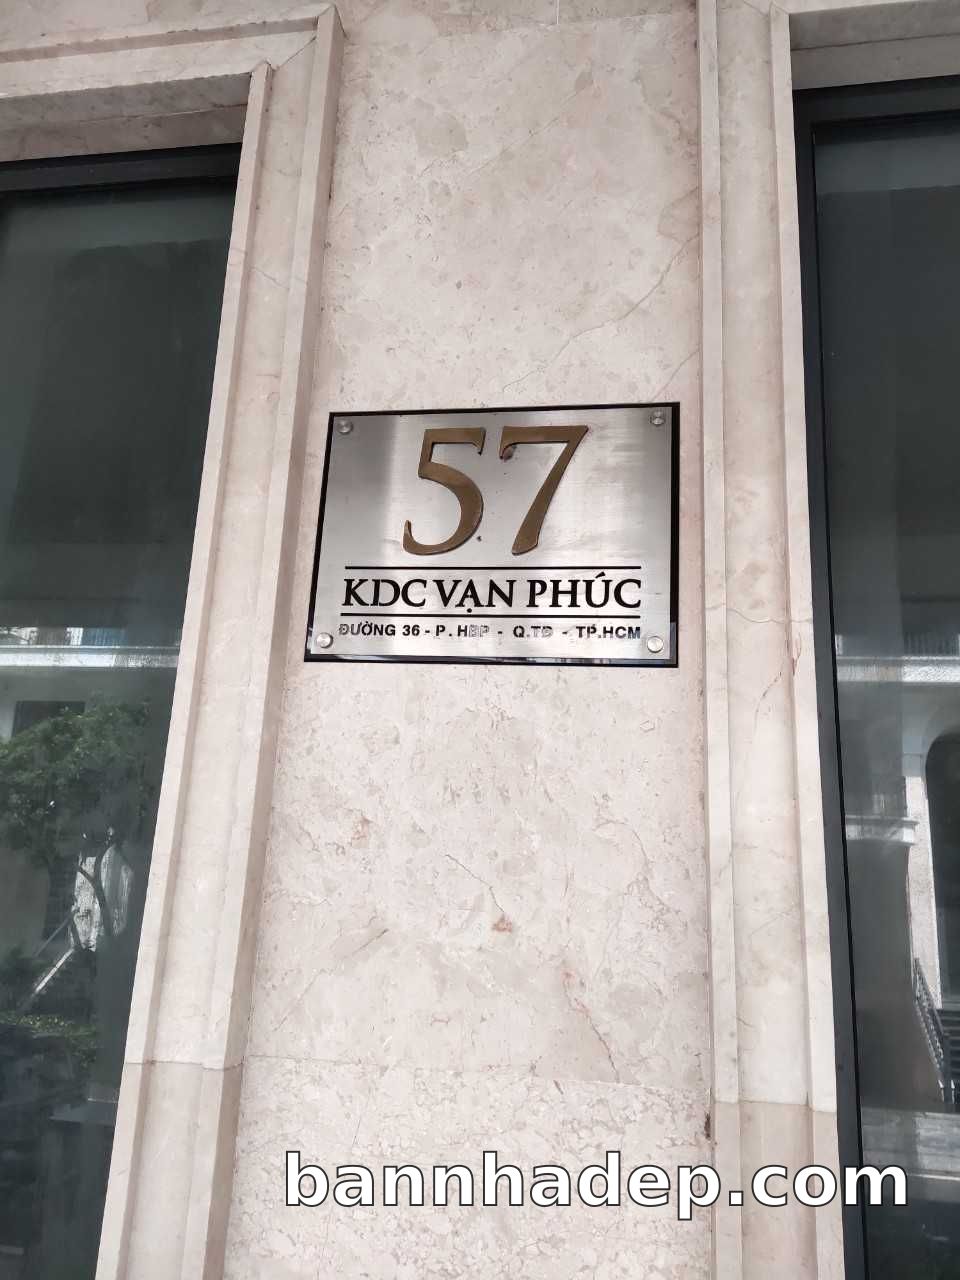 57
KDC VẠN PHÚC
ĐƯỜNG 36 - P. HBP - Q.TĐ - TP.HCM
bannhadep.com